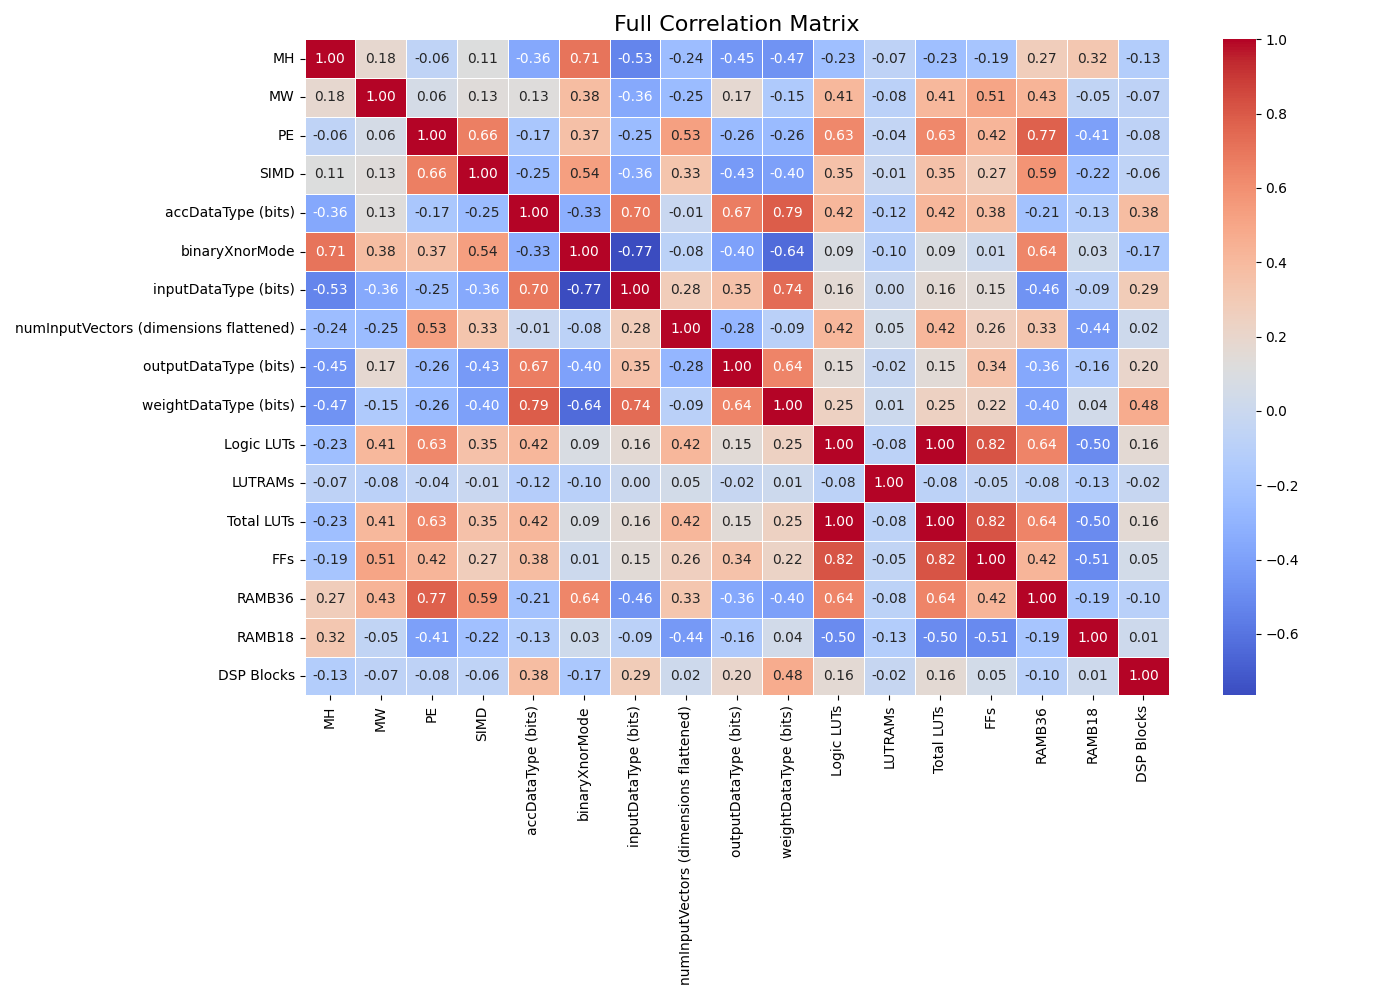 Full Correlation Matrix
MH 1.00 0.18 -0.06 0.11 -0.36 0.71 -0.53 -0.24 -0.45 -0.47 -0.23 -0.07 -0.23 -0.19 0.27 0.32 -0.13
MW 0.18 1.00 0.06 0.13 0.13 0.38 -0.36 -0.25 0.17 -0.15 0.41 -0.08 0.41 0.51 0.43 -0.05 -0.07
PE -0.06 0.06 1.00 0.66 -0.17 0.37 -0.25 0.53 -0.26 -0.26 0.63 -0.04 0.63 0.42 0.77 -0.41 -0.08
SIMD 0.11 0.13 0.66 1.00 -0.25 0.54 -0.36 0.33 -0.43 -0.40 0.35 -0.01 0.35 0.27 0.59 -0.22 -0.06
accDataType (bits) -0.36 0.13 -0.17 -0.25 1.00 -0.33 0.70 -0.01 0.67 0.79 0.42 -0.12 0.42 0.38 -0.21 -0.13 0.38
binaryXnorMode 0.71 0.38 0.37 0.54 -0.33 1.00 -0.77 -0.08 -0.40 -0.64 0.09 -0.10 0.09 0.01 0.64 0.03 -0.17
inputDataType (bits) -0.53 -0.36 -0.25 -0.36 0.70 -0.77 1.00 0.28 0.35 0.74 0.16 0.00 0.16 0.15 -0.46 -0.09 0.29
numInputVectors (dimensions flattened) -0.24 -0.25 0.53 0.33 -0.01 -0.08 0.28 1.00 -0.28 -0.09 0.42 0.05 0.42 0.26 0.33 -0.44 0.02
outputDataType (bits) -0.45 0.17 -0.26 -0.43 0.67 -0.40 0.35 -0.28 1.00 0.64 0.15 -0.02 0.15 0.34 -0.36 -0.16 0.20
weightDataType (bits) -0.47 -0.15 -0.26 -0.40 0.79 -0.64 0.74 -0.09 0.64 1.00 0.25 0.01 0.25 0.22 -0.40 0.04 0.48
Logic LUTs -0.23 0.41 0.63 0.35 0.42 0.09 0.16 0.42 0.15 0.25 1.00 -0.08 1.00 0.82 0.64 -0.50 0.16
LUTRAMs -0.07 -0.08 -0.04 -0.01 -0.12 -0.10 0.00 0.05 -0.02 0.01 -0.08 1.00 -0.08 -0.05 -0.08 -0.13 -0.02
Total LUTs -0.23 0.41 0.63 0.35 0.42 0.09 0.16 0.42 0.15 0.25 1.00 -0.08 1.00 0.82 0.64 -0.50 0.16
FFs -0.19 0.51 0.42 0.27 0.38 0.01 0.15 0.26 0.34 0.22 0.82 -0.05 0.82 1.00 0.42 -0.51 0.05
RAMB36 0.27 0.43 0.77 0.59 -0.21 0.64 -0.46 0.33 -0.36 -0.40 0.64 -0.08 0.64 0.42 1.00 -0.19 -0.10
RAMB18 0.32 -0.05 -0.41 -0.22 -0.13 0.03 -0.09 -0.44 -0.16 0.04 -0.50 -0.13 -0.50 -0.51 -0.19 1.00 0.01
DSP Blocks -0.13 -0.07 -0.08 -0.06 0.38 -0.17 0.29 0.02 0.20 0.48 0.16 -0.02 0.16 0.05 -0.10 0.01 1.00
MH
MW
PE
SIMD
accDataType (bits)
binaryXnorMode
inputDataType (bits)
numInputVectors (dimensions flattened)
outputDataType (bits)
weightDataType (bits)
Logic LUTs
LUTRAMs
Total LUTs
FFs
RAMB36
RAMB18
DSP Blocks
1.0
0.8
0.6
0.4
0.2
0.0
−0.2
−0.4
−0.6